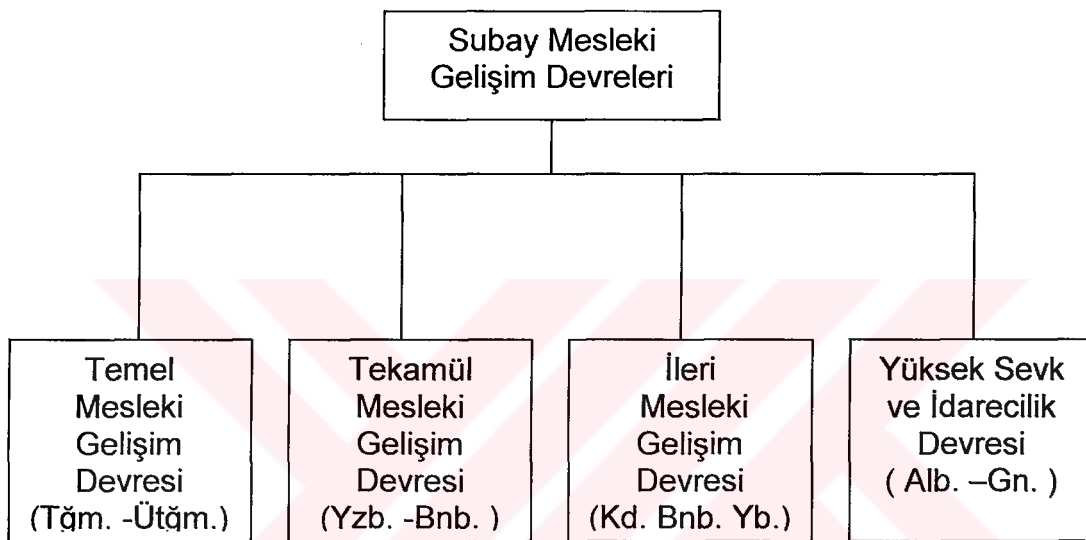 Subay Mesleki
Gelişim Devreleri
Temel
Mesleki
Gelişim
Devresi
(Tğm. -Ütğm.)
Tekamül
Mesleki
Gelişim
Devresi
(Yzb. -Bnb. )
İleri
Mesleki
Gelişim
Devresi
(Kd. Bnb. Yb.)
Yüksek Sevk
ve İdarecilik
Devresi
( Alb. –Gn. )